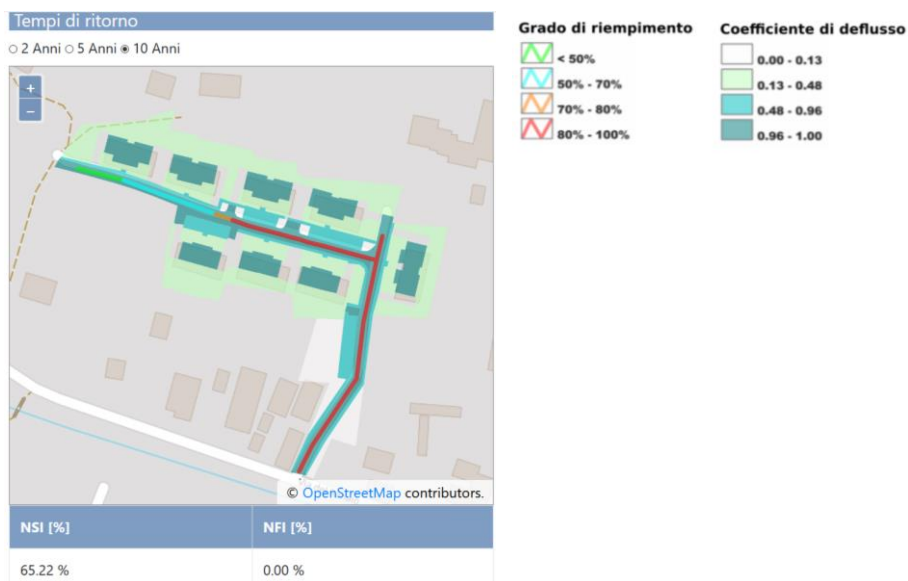 Tempi di ritorno
2 Anni 5 Anni 10 Anni
+
−
© OpenStreetMap contributors.
NSI [%] NFI [%]
65.22 % 0.00 %
Grado di riempimento
< 50%
50% - 70%
70% - 80%
80% - 100%
Coefficiente di deflusso
0.00 - 0.13
0.13 - 0.48
0.48 - 0.96
0.96 - 1.00